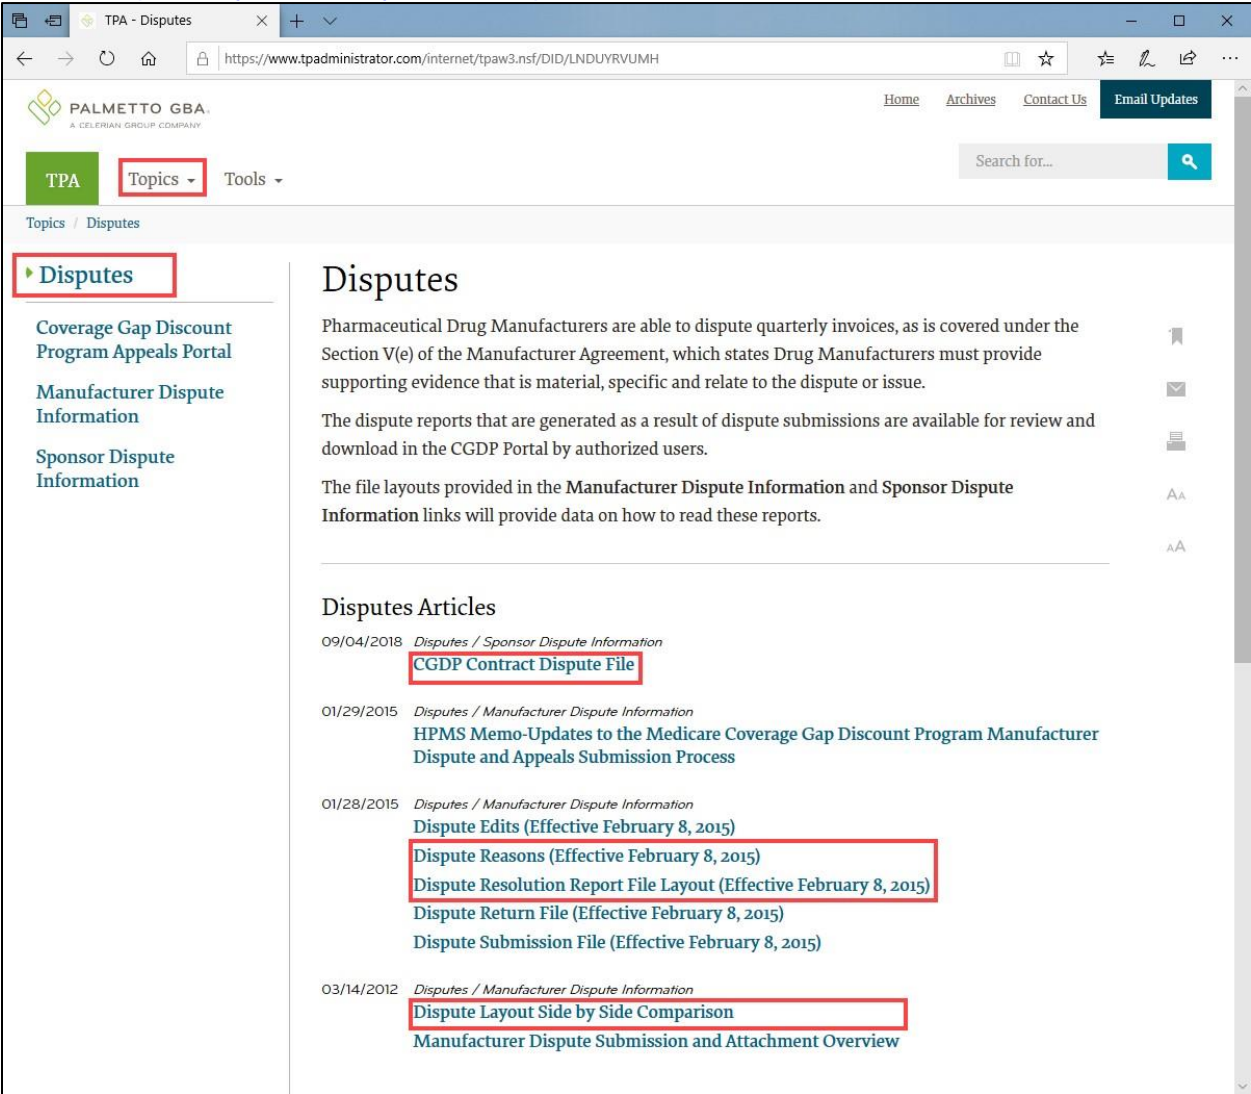 TPA - Disputes
https://www.tpadministrator.com/internet/tpaw3.nsf/DID/LNDUYRVUMH
PALMETTO GBA.
A CELERIAN GROUP COMPANY
Home Archives Contact Us Email Updates
Search for...
TPA Topics Tools
Topics / Disputes
Disputes
Coverage Gap Discount
Program Appeals Portal
Manufacturer Dispute
Information
Sponsor Dispute
Information
Disputes
Pharmaceutical Drug Manufacturers are able to dispute quarterly invoices, as is covered under the
Section V(e) of the Manufacturer Agreement, which states Drug Manufacturers must provide
supporting evidence that is material, specific and relate to the dispute or issue.
The dispute reports that are generated as a result of dispute submissions are available for review and
download in the CGDP Portal by authorized users.
The file layouts provided in the Manufacturer Dispute Information and Sponsor Dispute
Information links will provide data on how to read these reports.
AA
AA
Disputes Articles
09/04/2018 Disputes / Sponsor Dispute Information
CGDP Contract Dispute File
01/29/2015 Disputes / Manufacturer Dispute Information
HPMS Memo-Updates to the Medicare Coverage Gap Discount Program Manufacturer
Dispute and Appeals Submission Process
01/28/2015 Disputes / Manufacturer Dispute Information
Dispute Edits (Effective February 8, 2015)
Dispute Reasons (Effective February 8, 2015)
Dispute Resolution Report File Layout (Effective February 8, 2015)
Dispute Return File (Effective February 8, 2015)
Dispute Submission File (Effective February 8, 2015)
03/14/2012 Disputes / Manufacturer Dispute Information
Dispute Layout Side by Side Comparison
Manufacturer Dispute Submission and Attachment Overview